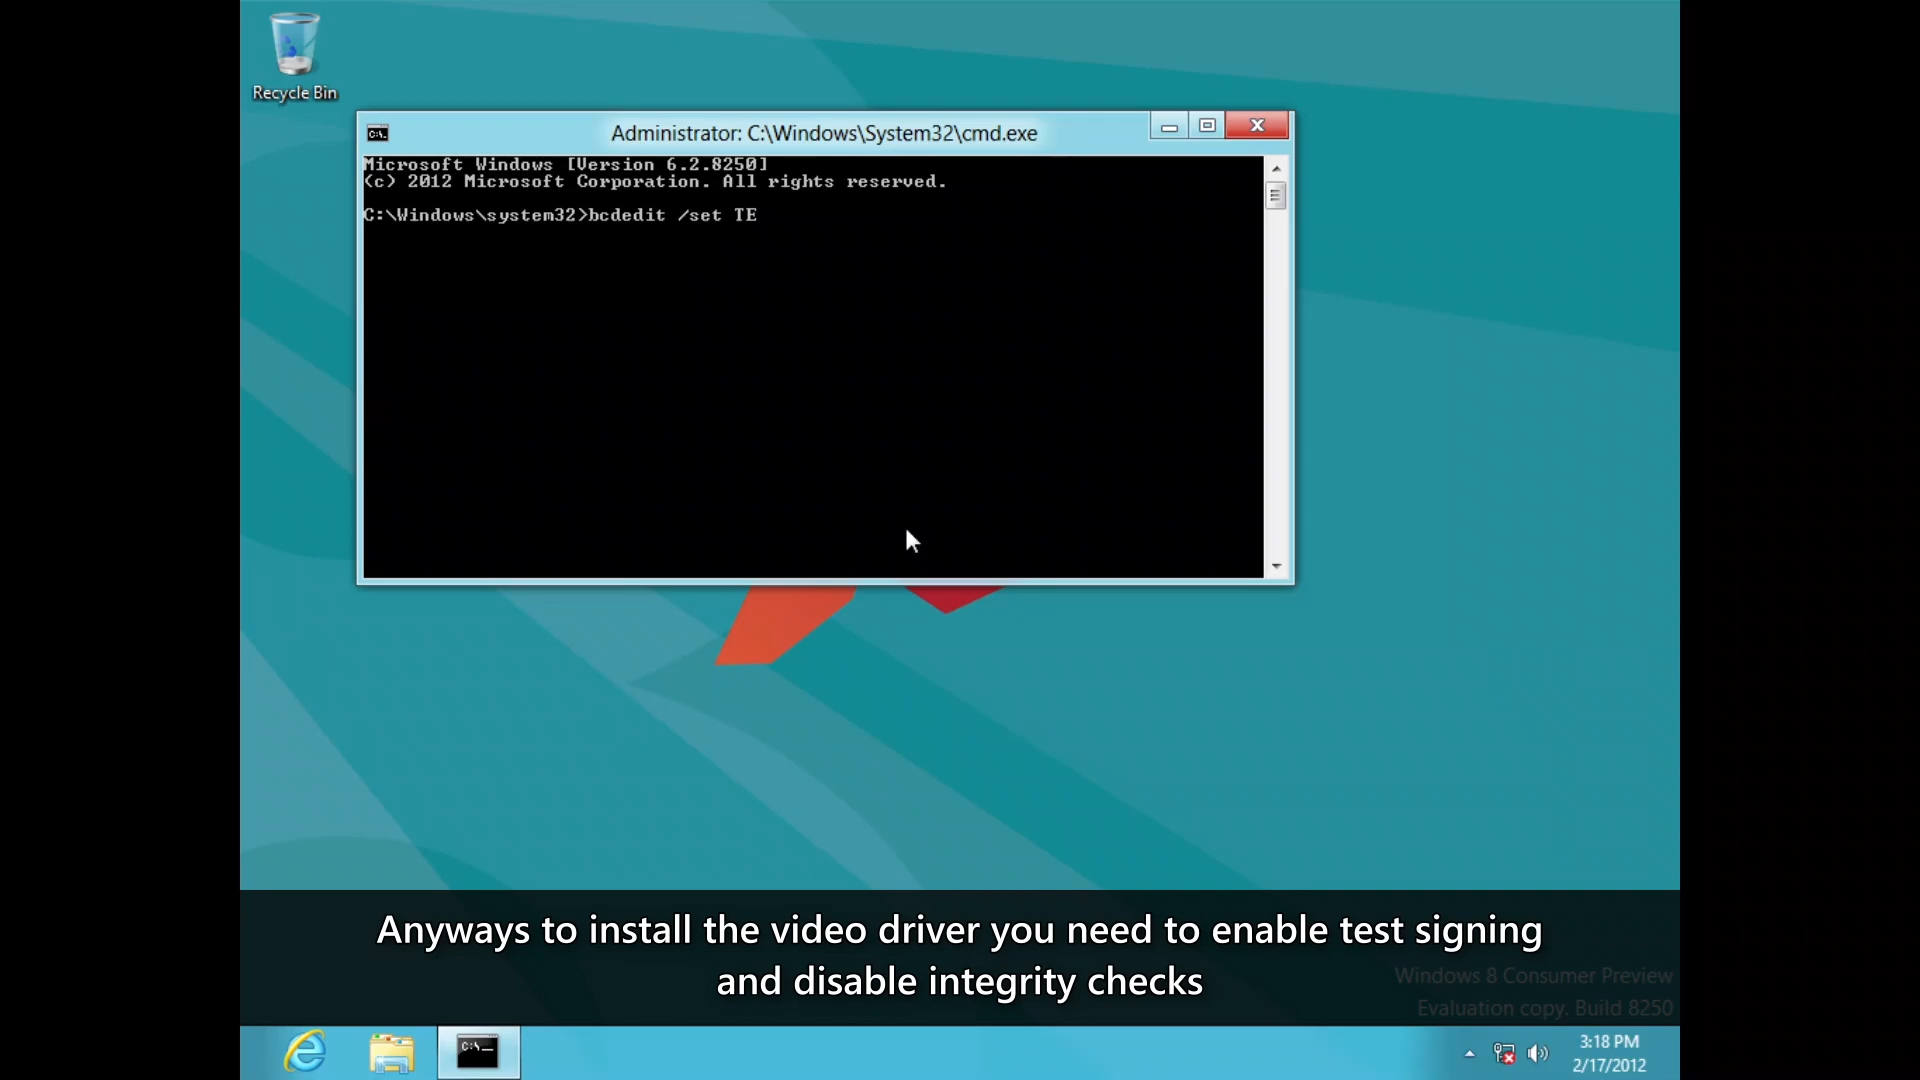 Recycle Bin
Administrator: C:\Windows\System32\cmd.exe
Microsoft Windows [Version 6.2.8250]
(c) 2012 Microsoft Corporation. All rights reserved.
C:\Windows\system32>bcdedit /set TE
Anyways to install the video driver you need to enable test signing
and disable integrity checks
Windows 8 Consumer Preview
Evaluation copy. Build 8250
3:18 PM
2/17/2012